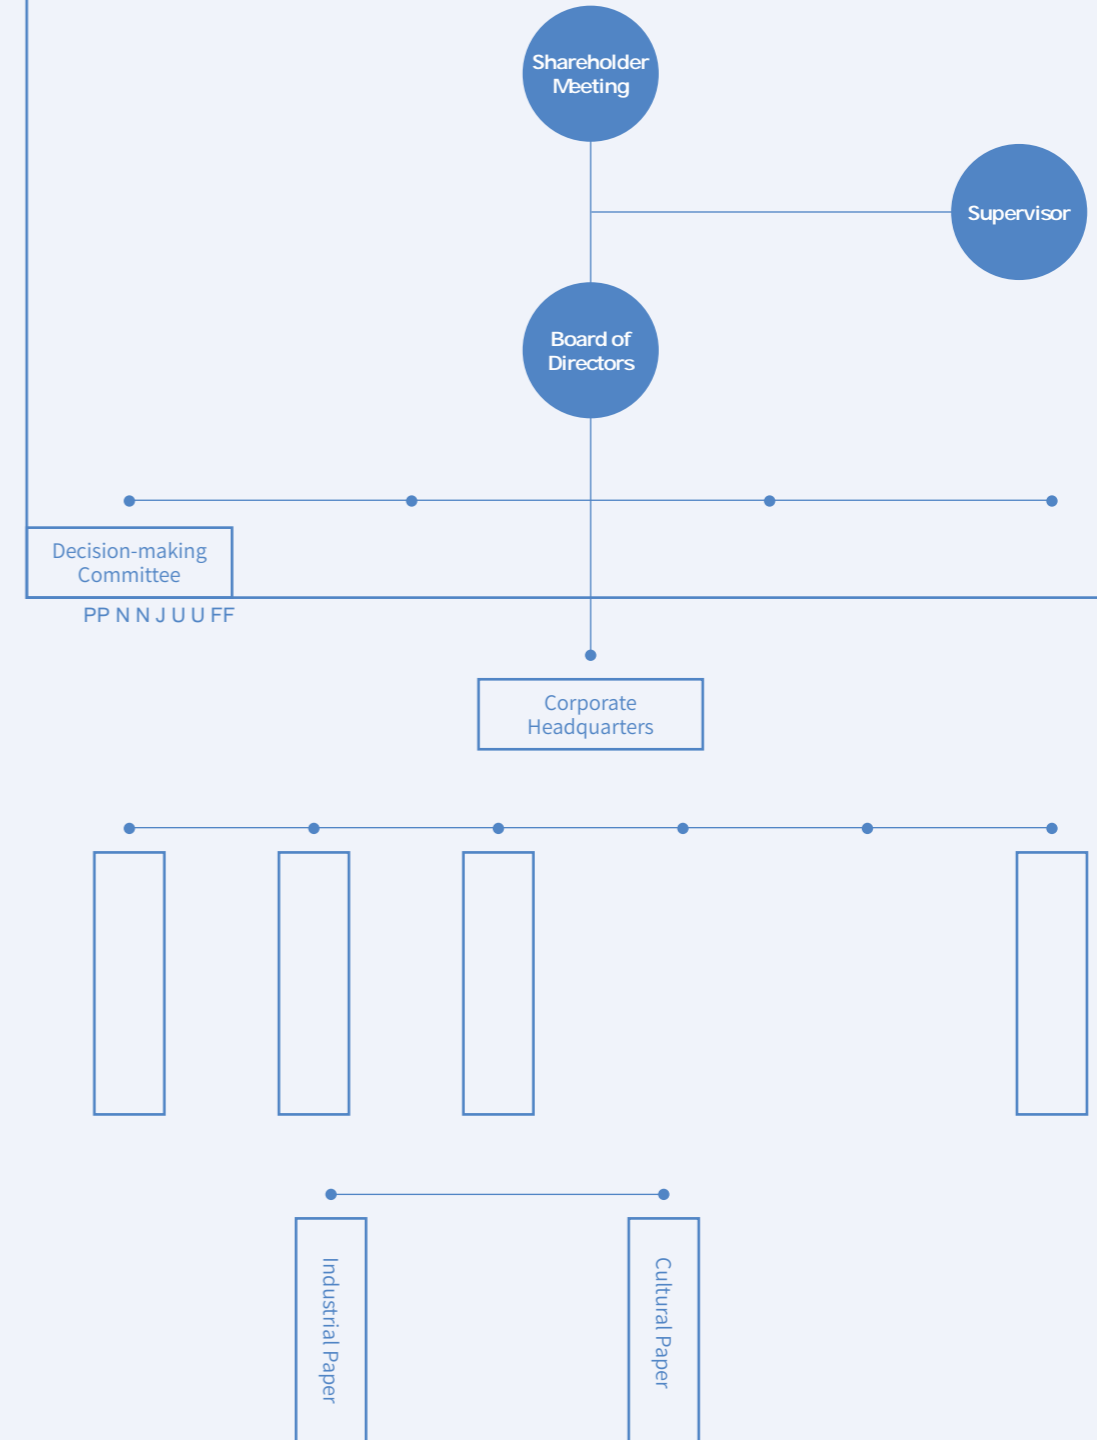 Shareholder
Meeting
Supervisor
Board of
Directors
Decision-making
Committee
PP N N J U U FF
Corporate
Headquarters
Industrial Paper
Cultural Paper